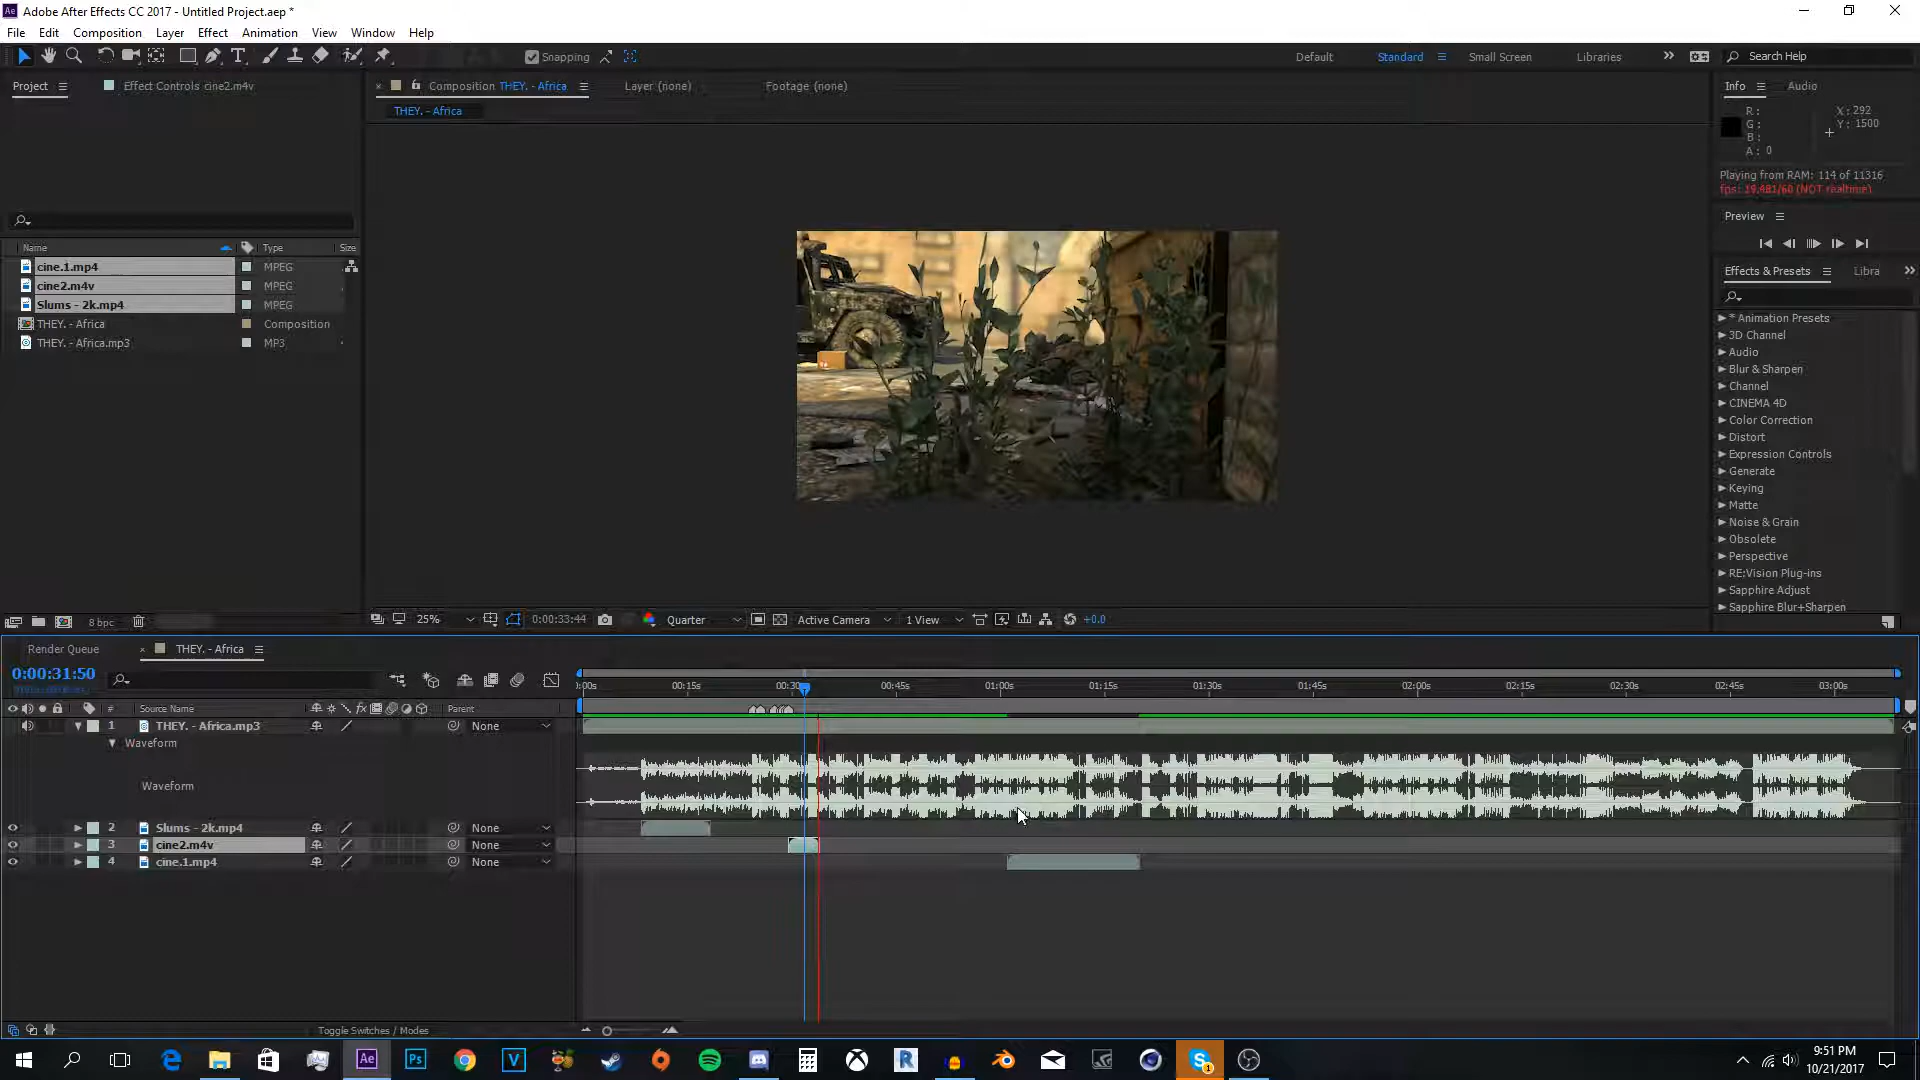 Adobe After Effects CC 2017 - Untitled Project.aep *
File Edit Composition Layer Effect Animation View Window Help
Snapping
Default Standard Small Screen Libraries Search Help
Project Effect Controls cine2.m4v
Composition THEY. - Africa Layer (none) Footage (none)
THEY. - Africa
Info Audio
R: X: 292
G: Y: 1500
B:
A: 0
Playing from RAM: 114 of 11316
fps: 19.481/60 (NOT realtime)
Preview
Effects & Presets Libra
* Animation Presets
3D Channel
Audio
Blur & Sharpen
Channel
CINEMA 4D
Color Correction
Distort
Expression Controls
Generate
Keying
Matte
Noise & Grain
Obsolete
Perspective
RE:Vision Plug-ins
Sapphire Adjust
Sapphire Blur+Sharpen
Name Type Size
cine.1.mp4 MPEG
cine2.m4v MPEG
Slums - 2k.mp4 MPEG
THEY. - Africa Composition
THEY. - Africa.mp3 MP3
8 bpc
25% 0:00:33:44 Quarter Active Camera 1 View +0.0
Render Queue THEY. - Africa
0:00:31:50
:00s 00:15s 00:30s 00:45s 01:00s 01:15s 01:30s 01:45s 02:00s 02:15s 02:30s 02:45s 03:00s
# Source Name Parent
1 THEY. - Africa.mp3 None
Waveform
Waveform
2 Slums - 2k.mp4 None
3 cine2.m4v None
4 cine.1.mp4 None
Toggle Switches / Modes
9:51 PM
10/21/2017